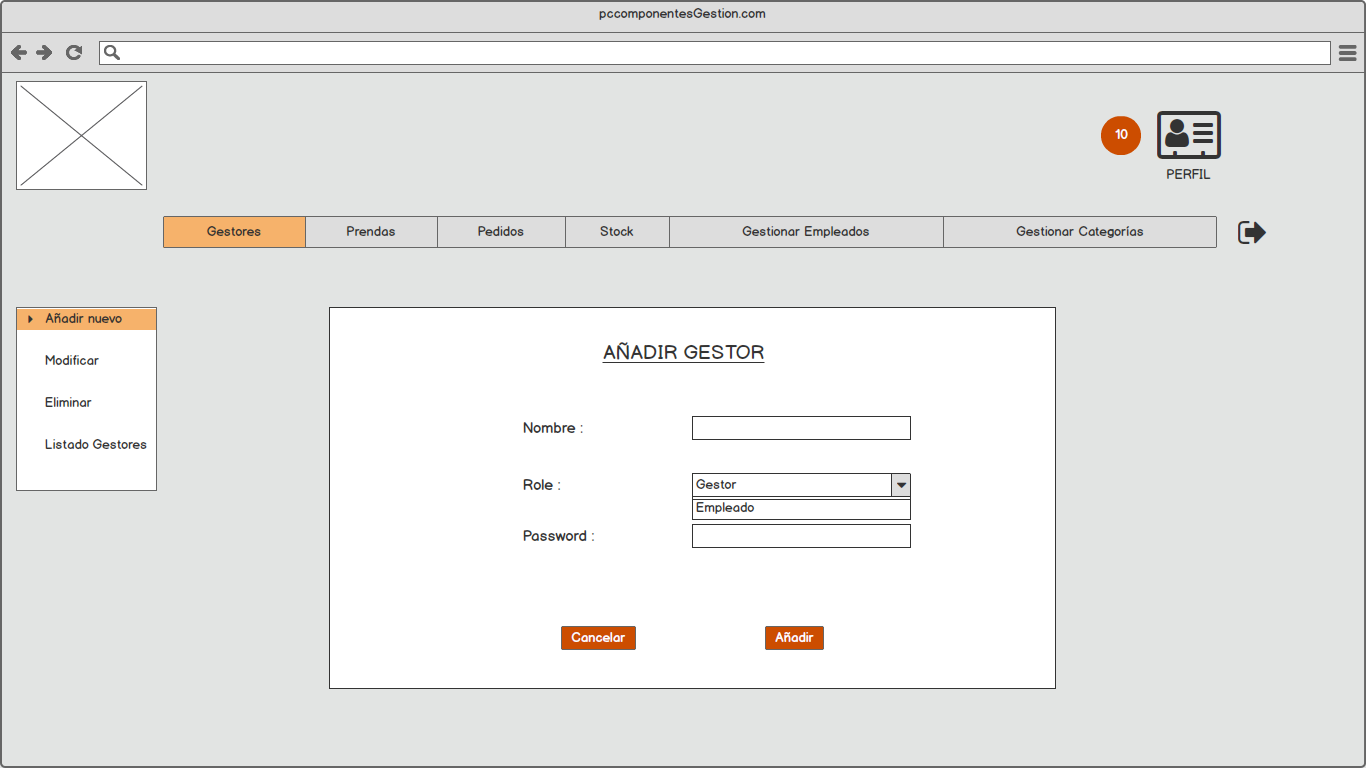 pccomponentesGestion.com
10
PERFIL
Gestores Prendas Pedidos Stock Gestionar Empleados Gestionar Categorías
Añadir nuevo
Modificar
Eliminar
Listado Gestores
AÑADIR GESTOR
Nombre :
Role : Gestor
Empleado
Password :
Cancelar Añadir